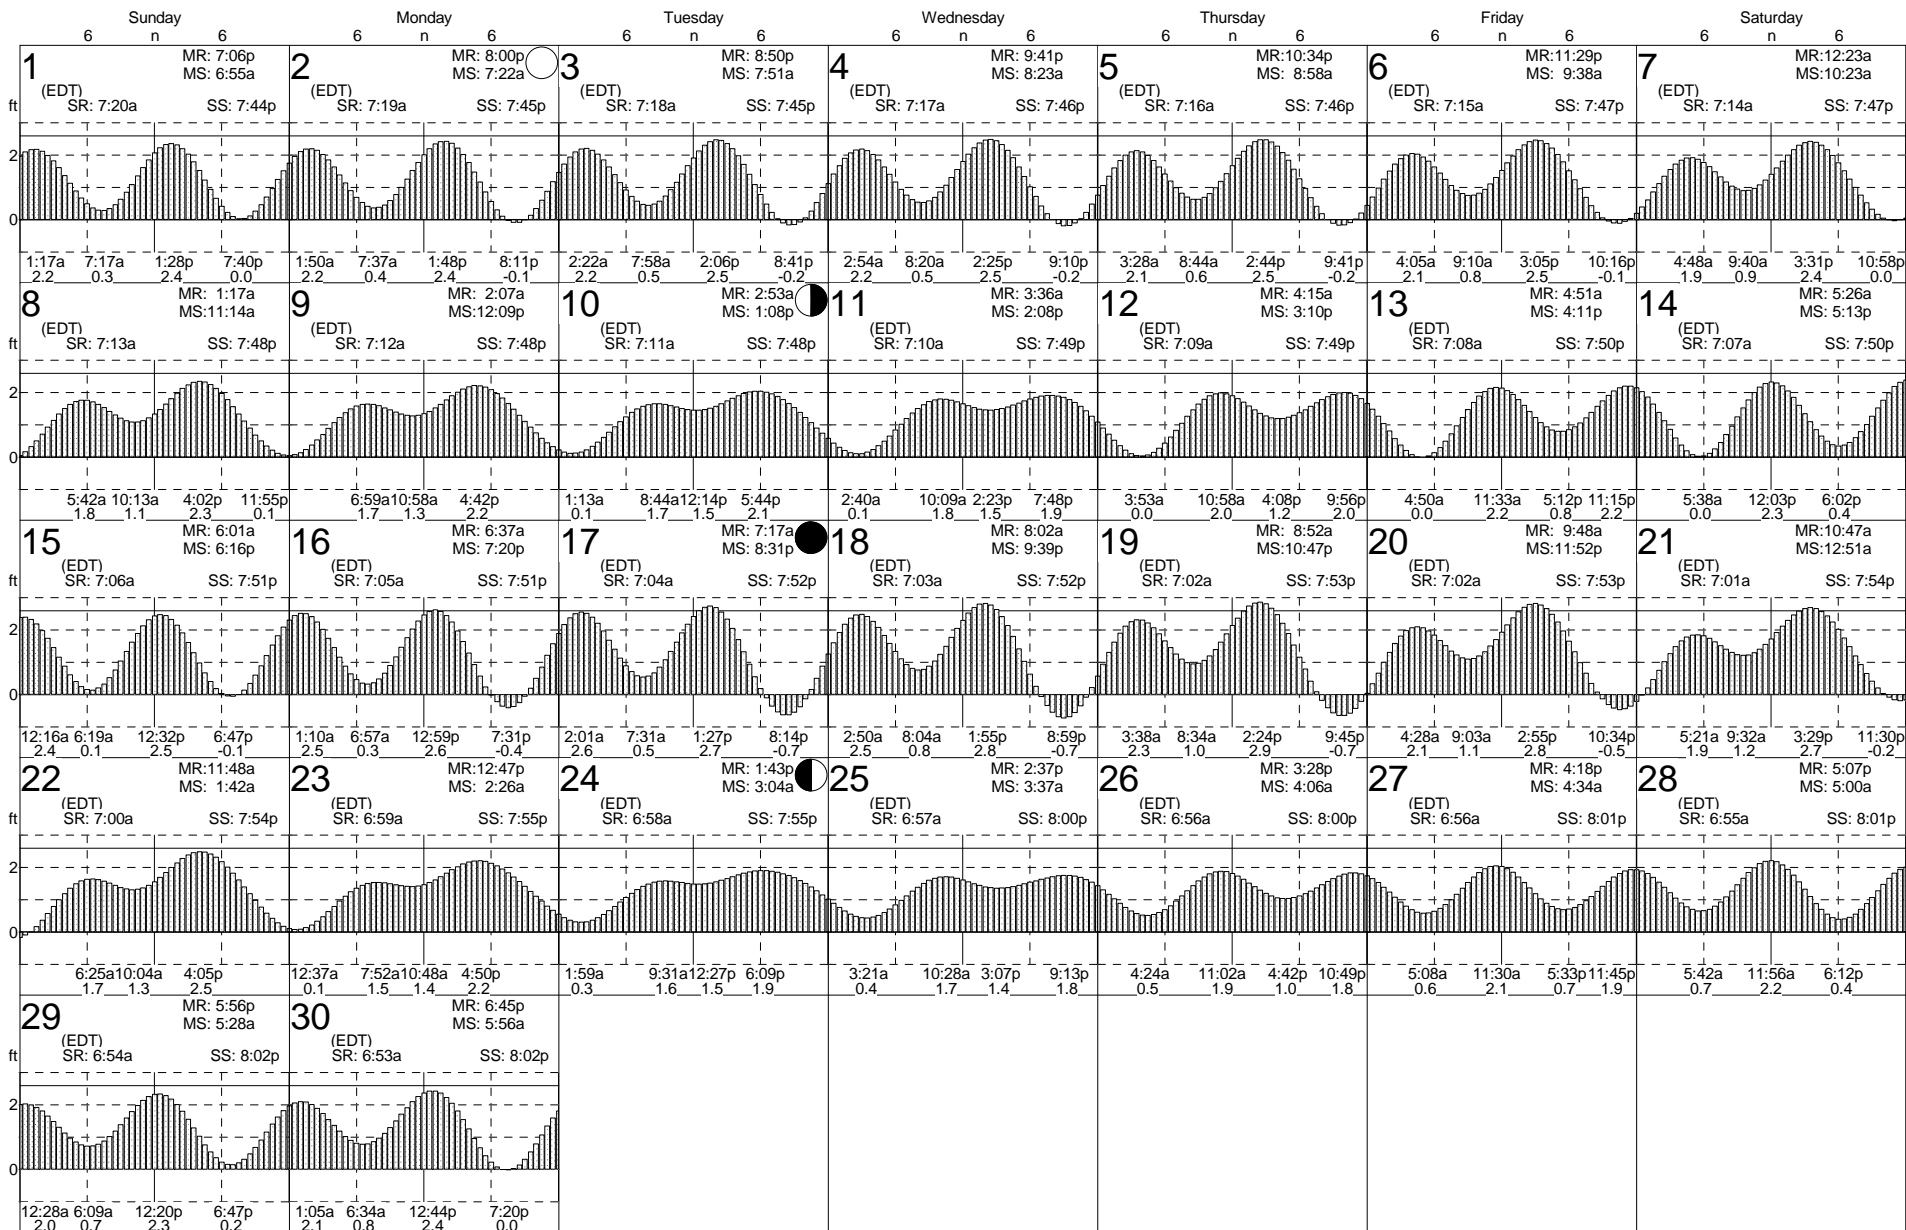 Sunday Monday Tuesday Wednesday Thursday Friday Saturday
6 n 6 6 n 6 6 n 6 6 n 6 6 n 6 6 n 6 6 n 6
1 MR: 7:06p 2 MR: 8:00p 3 MR: 8:50p 4 MR: 9:41p 5 MR:10:34p 6 MR:11:29p 7 MR:12:23a
MS: 6:55a MS: 7:22a MS: 7:51a MS: 8:23a MS: 8:58a MS: 9:38a MS:10:23a
(EDT) (EDT) (EDT) (EDT) (EDT) (EDT) (EDT)
ft SR: 7:20a SS: 7:44p SR: 7:19a SS: 7:45p SR: 7:18a SS: 7:45p SR: 7:17a SS: 7:46p SR: 7:16a SS: 7:46p SR: 7:15a SS: 7:47p SR: 7:14a SS: 7:47p
2
0
1:17a 7:17a 1:28p 7:40p 1:50a 7:37a 1:48p 8:11p 2:22a 7:58a 2:06p 8:41p 2:54a 8:20a 2:25p 9:10p 3:28a 8:44a 2:44p 9:41p 4:05a 9:10a 3:05p 10:16p 4:48a 9:40a 3:31p 10:58p
2.2 0.3 2.4 0.0 2.2 0.4 2.4 -0.1 2.2 0.5 2.5 -0.2 2.2 0.5 2.5 -0.2 2.1 0.6 2.5 -0.2 2.1 0.8 2.5 -0.1 1.9 0.9 2.4 0.0
8 MR: 1:17a 9 MR: 2:07a 10 MR: 2:53a 11 MR: 3:36a 12 MR: 4:15a 13 MR: 4:51a 14 MR: 5:26a
MS:11:14a MS:12:09p MS: 1:08p MS: 2:08p MS: 3:10p MS: 4:11p MS: 5:13p
(EDT) (EDT) (EDT) (EDT) (EDT) (EDT) (EDT)
ft SR: 7:13a SS: 7:48p SR: 7:12a SS: 7:48p SR: 7:11a SS: 7:48p SR: 7:10a SS: 7:49p SR: 7:09a SS: 7:49p SR: 7:08a SS: 7:50p SR: 7:07a SS: 7:50p
2
0
5:42a 10:13a 4:02p 11:55p 6:59a 10:58a 4:42p 1:13a 8:44a 12:14p 5:44p 2:40a 10:09a 2:23p 7:48p 3:53a 10:58a 4:08p 9:56p 4:50a 11:33a 5:12p 11:15p 5:38a 12:03p 6:02p
1.8 1.1 2.3 0.1 1.7 1.3 2.2 0.1 1.7 1.5 2.1 0.1 1.8 1.5 1.9 0.0 2.0 1.2 2.0 0.0 2.2 0.8 2.2 0.0 2.3 0.4
15 MR: 6:01a 16 MR: 6:37a 17 MR: 7:17a 18 MR: 8:02a 19 MR: 8:52a 20 MR: 9:48a 21 MR:10:47a
MS: 6:16p MS: 7:20p MS: 8:31p MS: 9:39p MS:10:47p MS:11:52p MS:12:51a
(EDT) (EDT) (EDT) (EDT) (EDT) (EDT) (EDT)
ft SR: 7:06a SS: 7:51p SR: 7:05a SS: 7:51p SR: 7:04a SS: 7:52p SR: 7:03a SS: 7:52p SR: 7:02a SS: 7:53p SR: 7:02a SS: 7:53p SR: 7:01a SS: 7:54p
2
0
12:16a 6:19a 12:32p 6:47p 1:10a 6:57a 12:59p 7:31p 2:01a 7:31a 1:27p 8:14p 2:50a 8:04a 1:55p 8:59p 3:38a 8:34a 2:24p 9:45p 4:28a 9:03a 2:55p 10:34p 5:21a 9:32a 3:29p 11:30p
2.4 0.1 2.5 -0.1 2.5 0.3 2.6 -0.4 2.6 0.5 2.7 -0.7 2.5 0.8 2.8 -0.7 2.3 1.0 2.9 -0.7 2.1 1.1 2.8 -0.5 1.9 1.2 2.7 -0.2
22 MR:11:48a 23 MR:12:47p 24 MR: 1:43p 25 MR: 2:37p 26 MR: 3:28p 27 MR: 4:18p 28 MR: 5:07p
MS: 1:42a MS: 2:26a MS: 3:04a MS: 3:37a MS: 4:06a MS: 4:34a MS: 5:00a
(EDT) (EDT) (EDT) (EDT) (EDT) (EDT) (EDT)
ft SR: 7:00a SS: 7:54p SR: 6:59a SS: 7:55p SR: 6:58a SS: 7:55p SR: 6:57a SS: 8:00p SR: 6:56a SS: 8:00p SR: 6:56a SS: 8:01p SR: 6:55a SS: 8:01p
2
0
6:25a 10:04a 4:05p 12:37a 7:52a 10:48a 4:50p 1:59a 9:31a 12:27p 6:09p 3:21a 10:28a 3:07p 9:13p 4:24a 11:02a 4:42p 10:49p 5:08a 11:30a 5:33p 11:45p 5:42a 11:56a 6:12p
1.7 1.3 2.5 0.1 1.5 1.4 2.2 0.3 1.6 1.5 1.9 0.4 1.7 1.4 1.8 0.5 1.9 1.0 1.8 0.6 2.1 0.7 1.9 0.7 2.2 0.4
29 MR: 5:56p 30 MR: 6:45p
MS: 5:28a MS: 5:56a
(EDT) (EDT)
ft SR: 6:54a SS: 8:02p SR: 6:53a SS: 8:02p
2
0
12:28a 6:09a 12:20p 6:47p 1:05a 6:34a 12:44p 7:20p
2.0 0.7 2.3 0.2 2.1 0.8 2.4 0.0